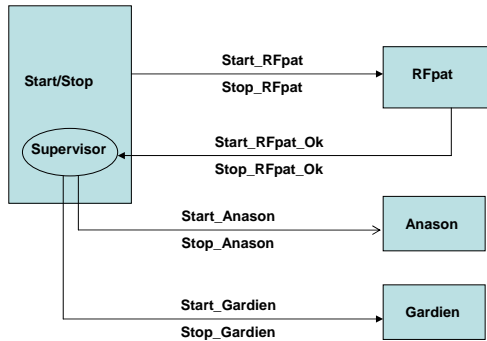 Start_RFpat
Start/Stop
RFpat
Stop_RFpat
Start_RFpat_Ok
Supervisor
Stop_RFpat_Ok
Start_Anason
Anason
Stop_Anason
Start_Gardien
Gardien
Stop_Gardien